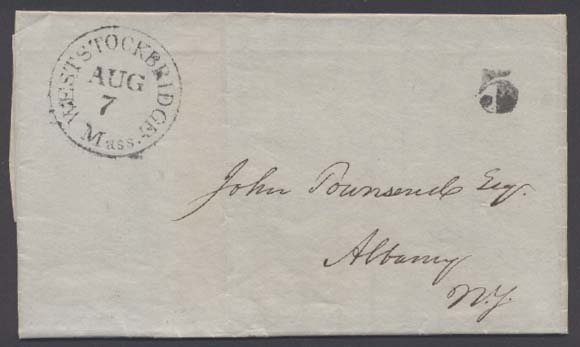 WEST STOCKBRIDGE
AUG
7
Mass.
5
John Townsend Esq.
Albany
N.Y.